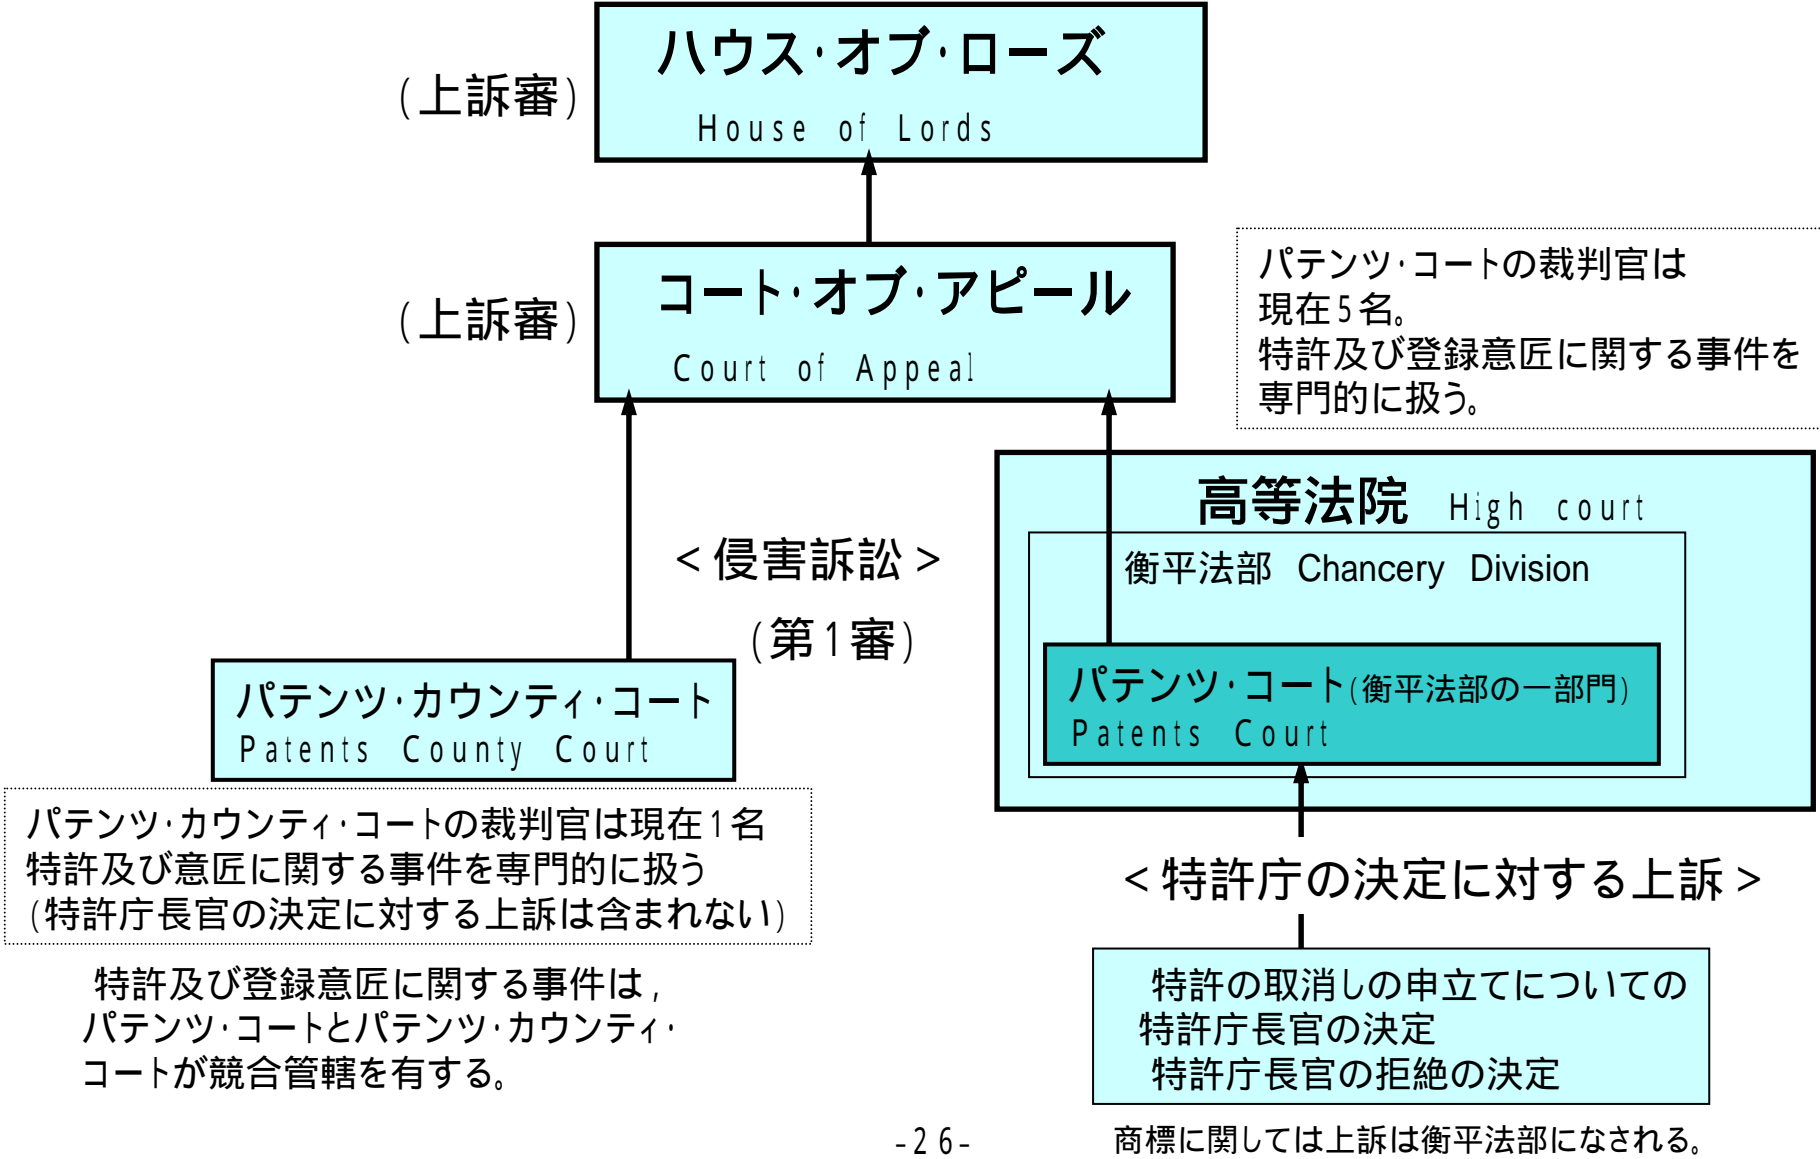 ハウス・オブ・ローズ
(上訴審)
House of Lords
コート・オブ・アピール
(上訴審)
Court of Appeal
パテンツ・コートの裁判官は
現在5名。
特許及び登録意匠に関する事件を
専門的に扱う。
高等法院 High court
<侵害訴訟>
衡平法部 Chancery Division
(第1審)
パテンツ・カウンティ・コート
Patents County Court
パテンツ・コート(衡平法部の一部門)
Patents Court
パテンツ・カウンティ・コートの裁判官は現在1名
特許及び意匠に関する事件を専門的に扱う
(特許庁長官の決定に対する上訴は含まれない)
<特許庁の決定に対する上訴>
特許及び登録意匠に関する事件は,
パテンツ・コートとパテンツ・カウンティ・
コートが競合管轄を有する。
特許の取消しの申立てについての
特許庁長官の決定
特許庁長官の拒絶の決定
-26-
商標に関しては上訴は衡平法部になされる。